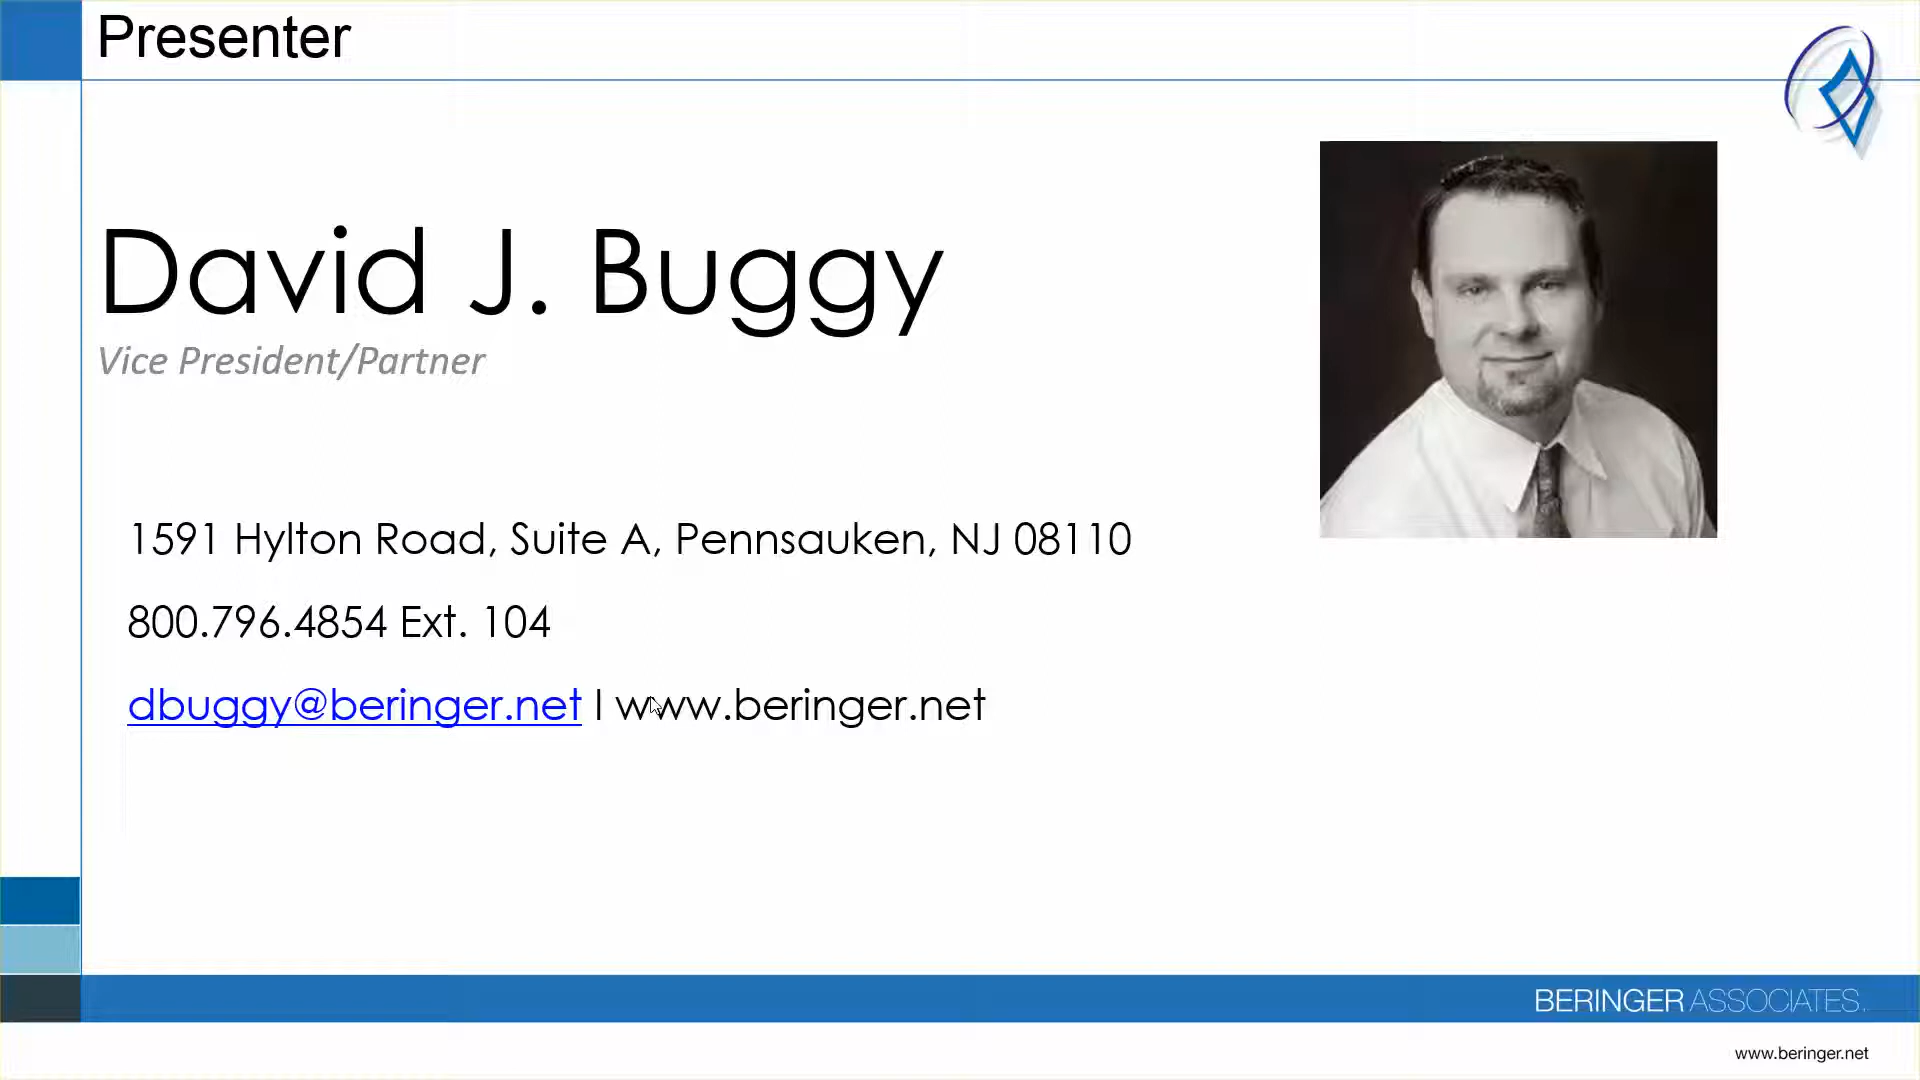 Presenter
David J. Buggy
Vice President/Partner
1591 Hylton Road, Suite A, Pennsauken, NJ 08110
800.796.4854 Ext. 104
dbuggy@beringer.net I www.beringer.net
BERINGER ASSOCIATES.
www.beringer.net